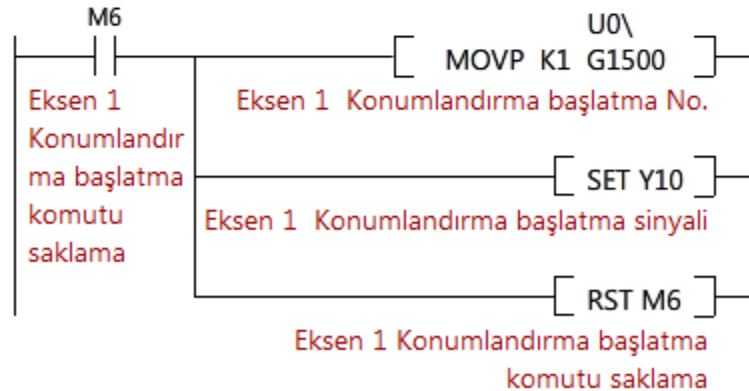 M6
U0\
MOVP K1 G1500
Eksen 1
Konumlandır
ma başlatma
komutu
saklama
Eksen 1 Konumlandırma başlatma No.
SET Y10
Eksen 1 Konumlandırma başlatma sinyali
RST M6
Eksen 1 Konumlandırma başlatma
komutu saklama